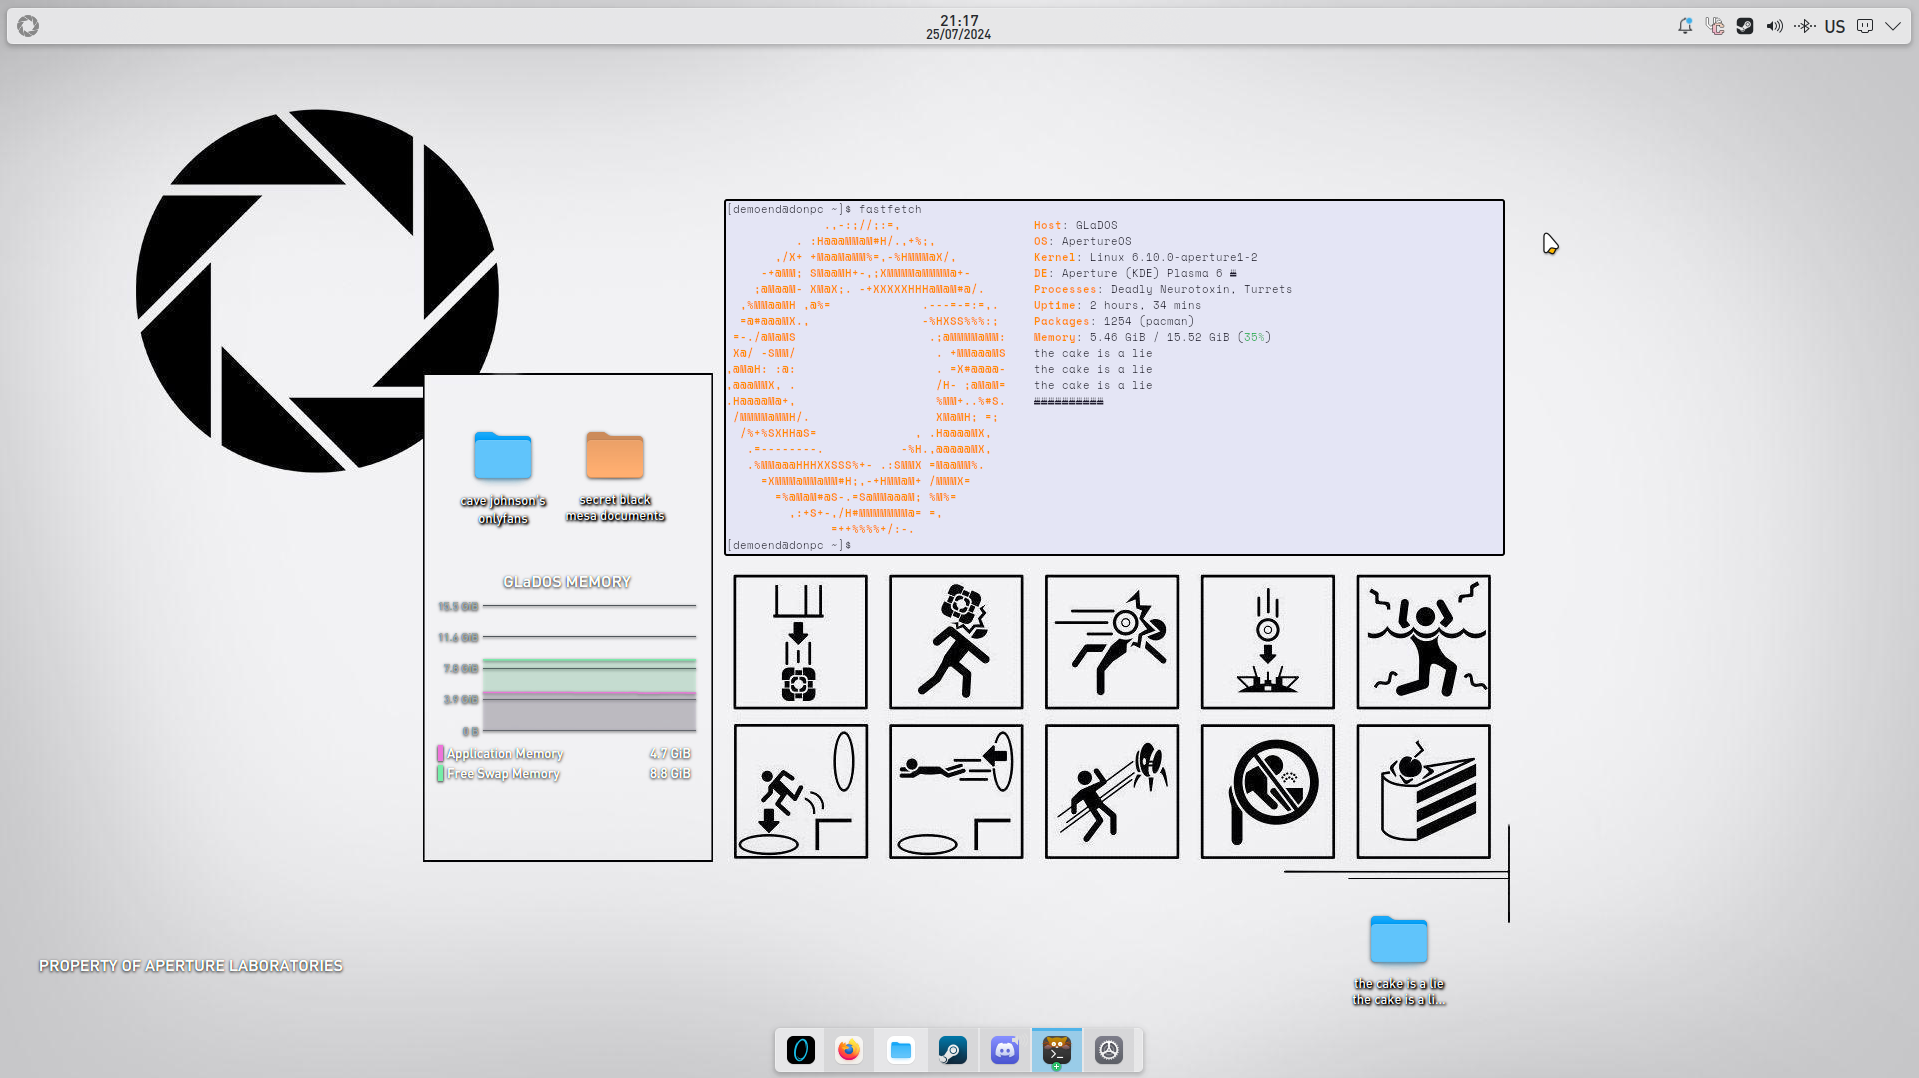 21:17
25/07/2024
US
[demoend@donpc ~]$ fastfetch
Host: GLaDOS
OS: ApertureOS
Kernel: Linux 6.10.0-aperture1-2
DE: Aperture (KDE) Plasma 6
Processes: Deadly Neurotoxin, Turrets
Uptime: 2 hours, 34 mins
Packages: 1254 (pacman)
Memory: 5.46 GiB / 15.52 GiB (35%)
the cake is a lie
the cake is a lie
the cake is a lie
[demoend@donpc ~]$
cave johnson's
onlyfans
secret black
mesa documents
GLaDOS MEMORY
15.5 GiB
11.6 GiB
7.8 GiB
3.9 GiB
0 B
Application Memory 4.7 GiB
Free Swap Memory 8.8 GiB
PROPERTY OF APERTURE LABORATORIES
the cake is a lie
the cake is a li...